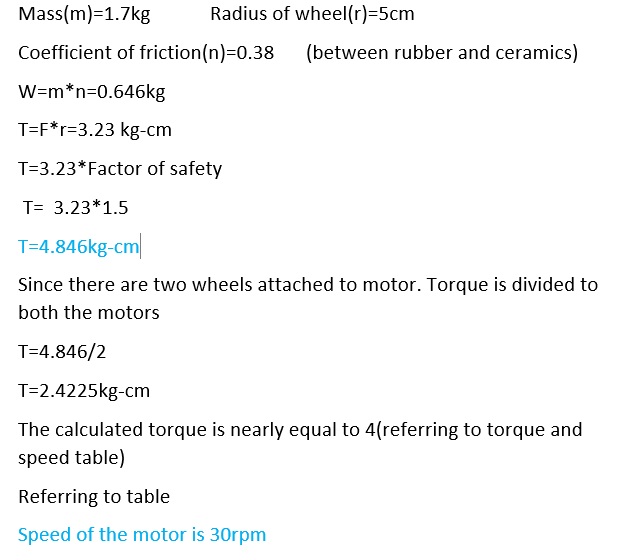 Mass(m)=1.7kg Radius of wheel(r)=5cm
Coefficient of friction(n)=0.38 (between rubber and ceramics)
W=m*n=0.646kg
T=F*r=3.23 kg-cm
T=3.23*Factor of safety
T= 3.23*1.5
T=4.846kg-cm
Since there are two wheels attached to motor. Torque is divided to
both the motors
T=4.846/2
T=2.4225kg-cm
The calculated torque is nearly equal to 4(referring to torque and
speed table)
Referring to table
Speed of the motor is 30rpm